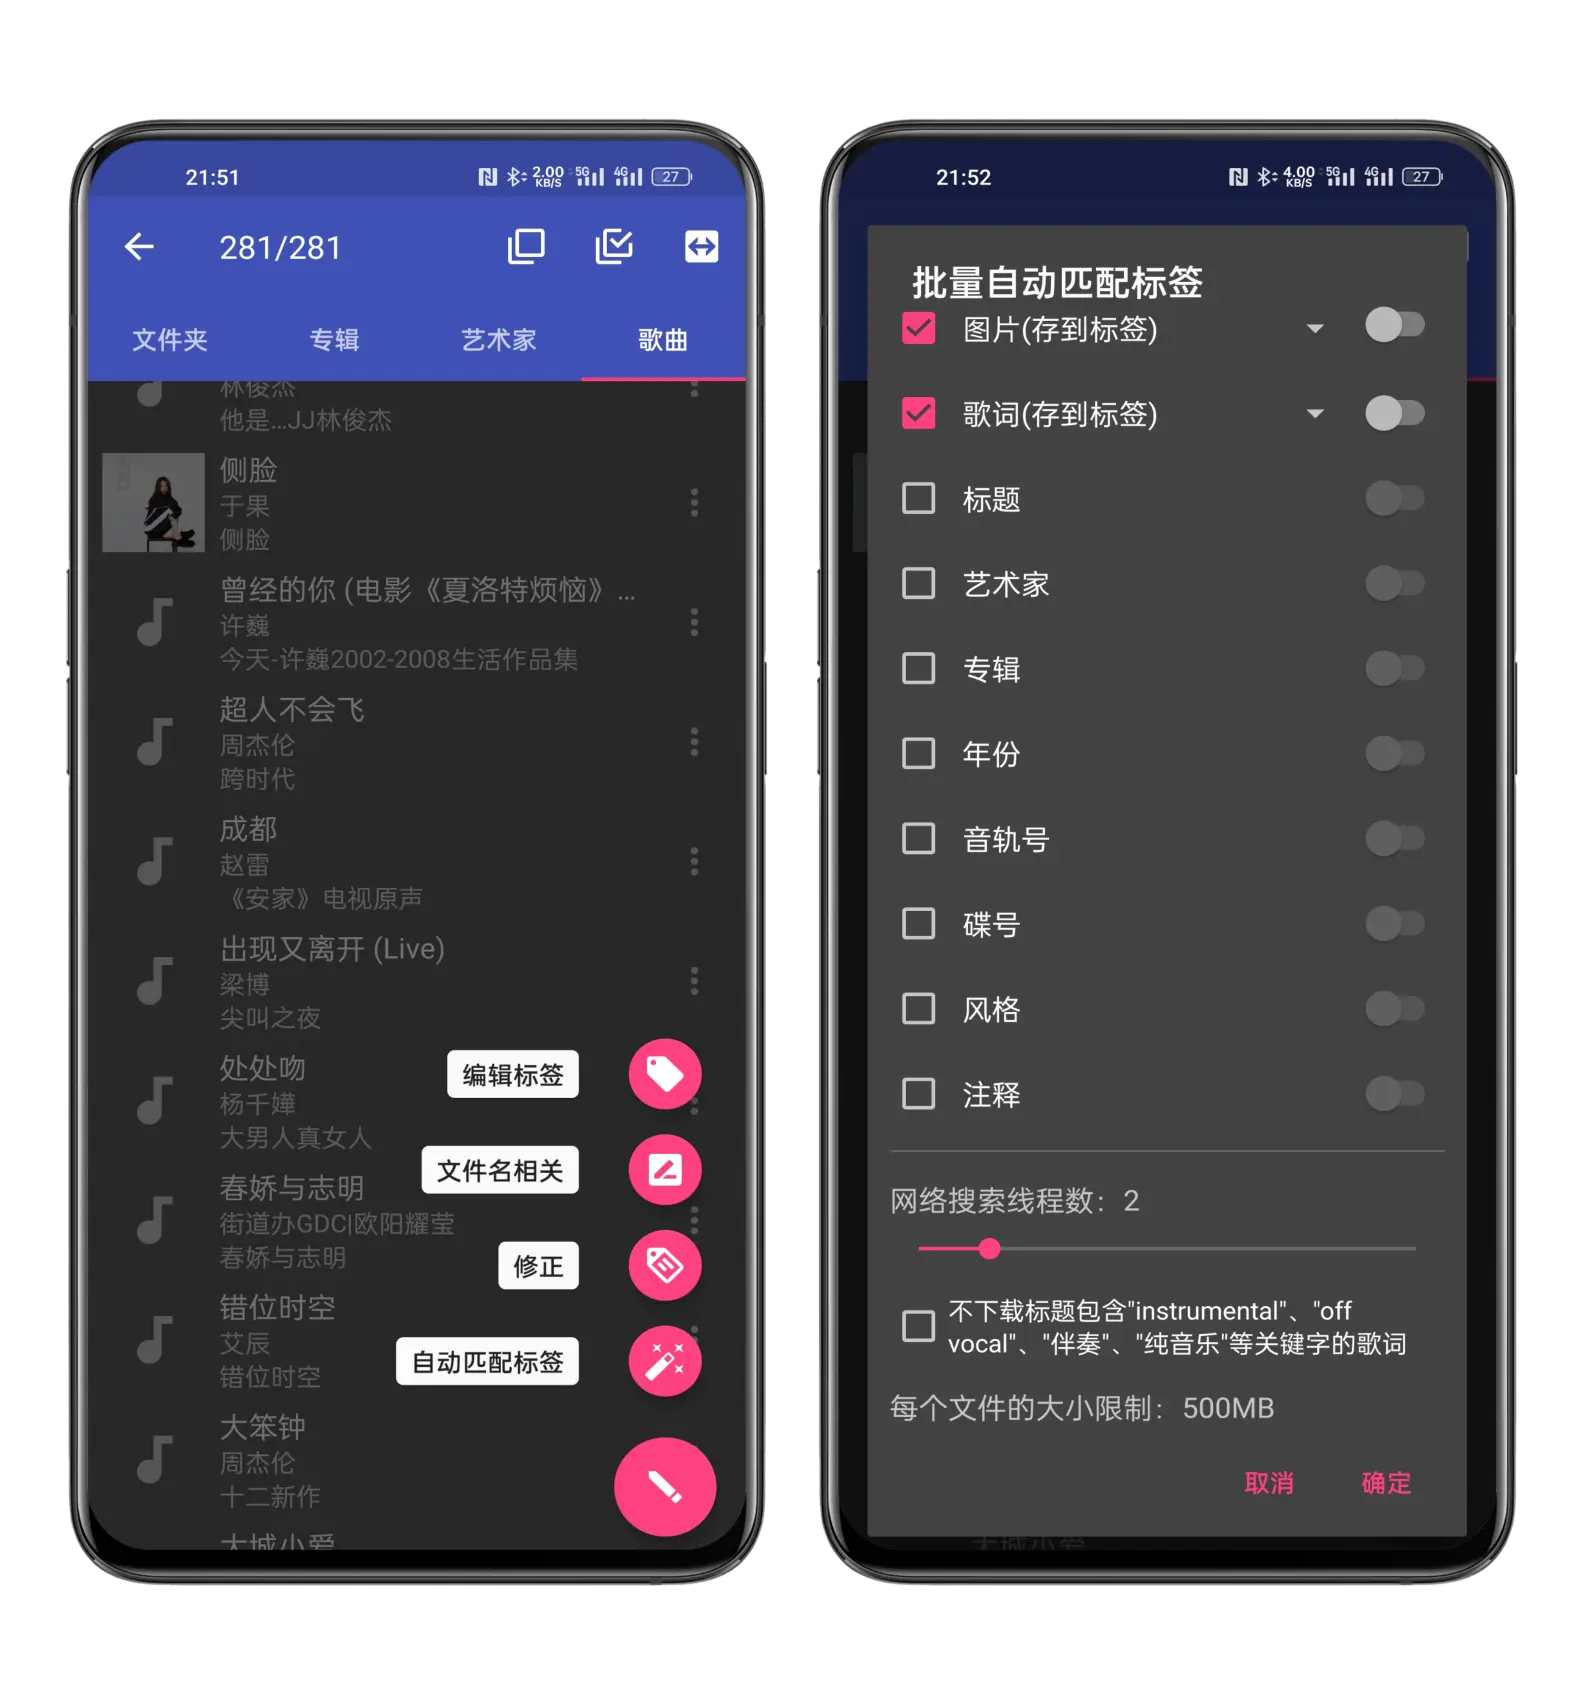 21:51
2.00 KB/S 5G 4G 27
281/281
文件夹 专辑 艺术家 歌曲
林俊杰
他是...JJ林俊杰
侧脸
于果
侧脸
曾经的你 (电影《夏洛特烦恼》 ...
许巍
今天-许巍2002-2008生活作品集
超人不会飞
周杰伦
跨时代
成都
赵雷
《安家》电视原声
出现又离开 (Live)
梁博
尖叫之夜
处处吻
杨千嬅
大男人真女人
编辑标签
春娇与志明
街道办GDC|欧阳耀莹
春娇与志明
文件名相关
修正
错位时空
艾辰
错位时空
自动匹配标签
大笨钟
周杰伦
十二新作
大城小爱
21:52
4.00 KB/S 5G 4G 27
批量自动匹配标签
图片(存到标签)
歌词(存到标签)
标题
艺术家
专辑
年份
音轨号
碟号
风格
注释
网络搜索线程数：2
不下载标题包含"instrumental"、"off
vocal"、"伴奏"、"纯音乐"等关键字的歌词
每个文件的大小限制：500MB
取消 确定
大城小爱